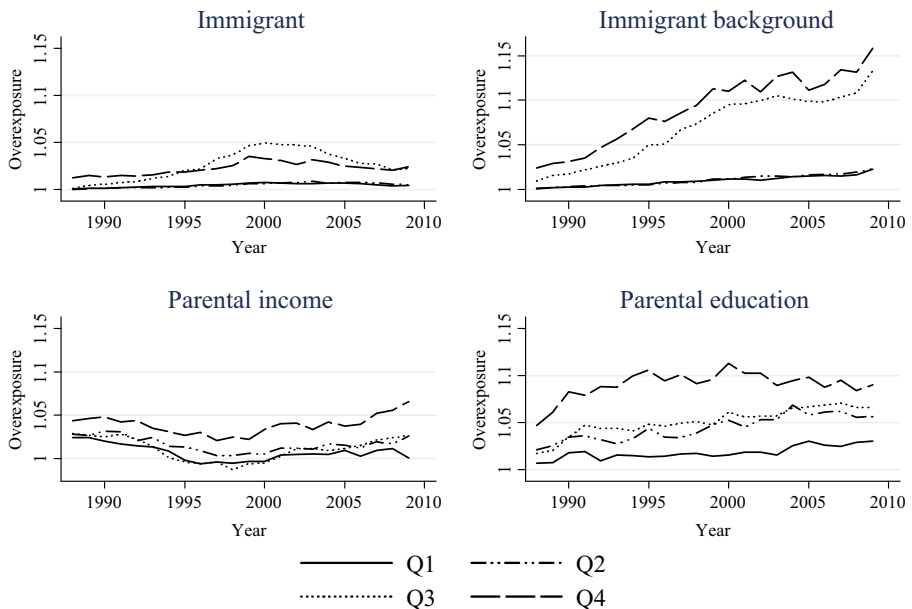 Immigrant
Overexposure
1.15
1.1
1.05
1
1990 1995 2000 2005 2010
Year
Immigrant background
Overexposure
1.15
1.1
1.05
1
1990 1995 2000 2005 2010
Year
Parental income
Overexposure
1.15
1.1
1.05
1
1990 1995 2000 2005 2010
Year
Parental education
Overexposure
1.15
1.1
1.05
1
1990 1995 2000 2005 2010
Year
Q1 Q2
Q3 Q4